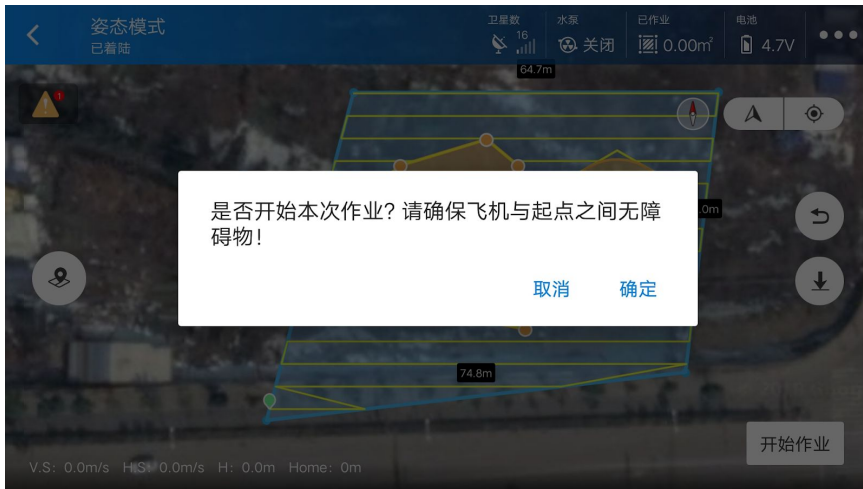 姿态模式
已着陆
卫星数
16
水泵
关闭
已作业
0.00㎡
电池
4.7V
64.7m
.0m
是否开始本次作业？请确保飞机与起点之间无障
碍物！
取消
确定
74.8m
开始作业
V.S: 0.0m/s H.S: 0.0m/s H: 0.0m Home: 0m